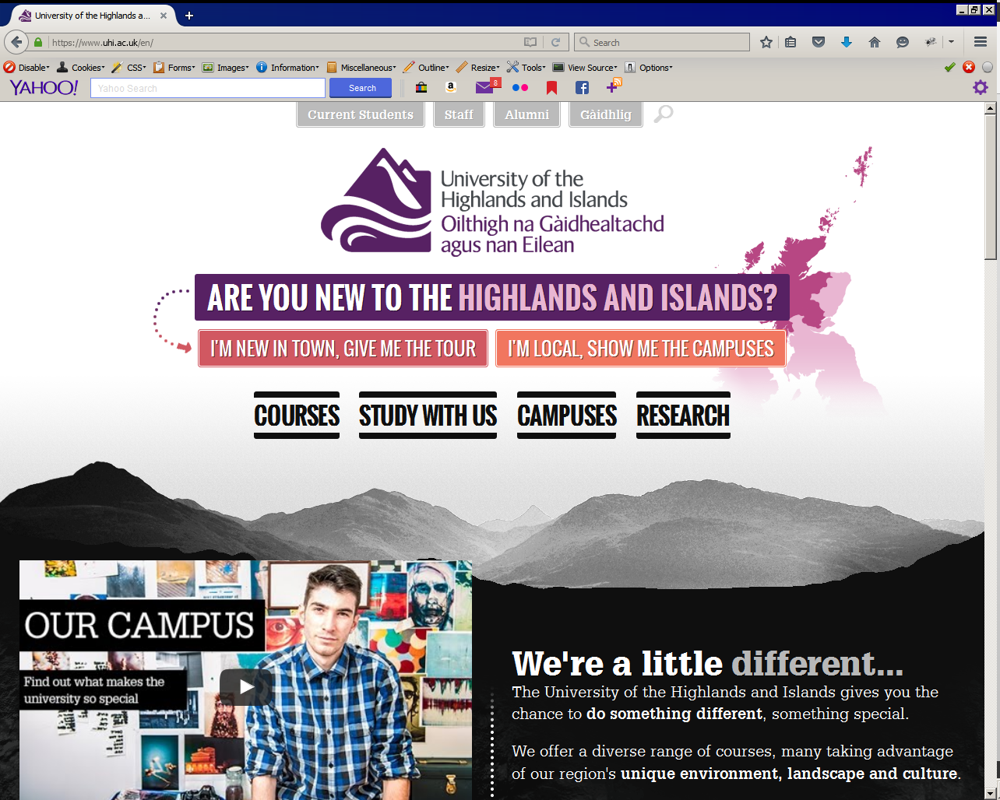 University of the Highlands a...
https://www.uhi.ac.uk/en/
Search
Disable Cookies CSS Forms Images Information Miscellaneous Outline Resize Tools View Source Options
YAHOO!
Yahoo Search
Search
a
8
f
Current Students
Staff
Alumni
Gàidhlig
University of the
Highlands and Islands
Oilthigh na Gàidhealtachd
agus nan Eilean
ARE YOU NEW TO THE HIGHLANDS AND ISLANDS?
I'M NEW IN TOWN, GIVE ME THE TOUR
I'M LOCAL, SHOW ME THE CAMPUSES
COURSES
STUDY WITH US
CAMPUSES
RESEARCH
OUR CAMPUS
Find out what makes the
university so special
We're a little different...
The University of the Highlands and Islands gives you the
chance to do something different, something special.
We offer a diverse range of courses, many taking advantage
of our region's unique environment, landscape and culture.